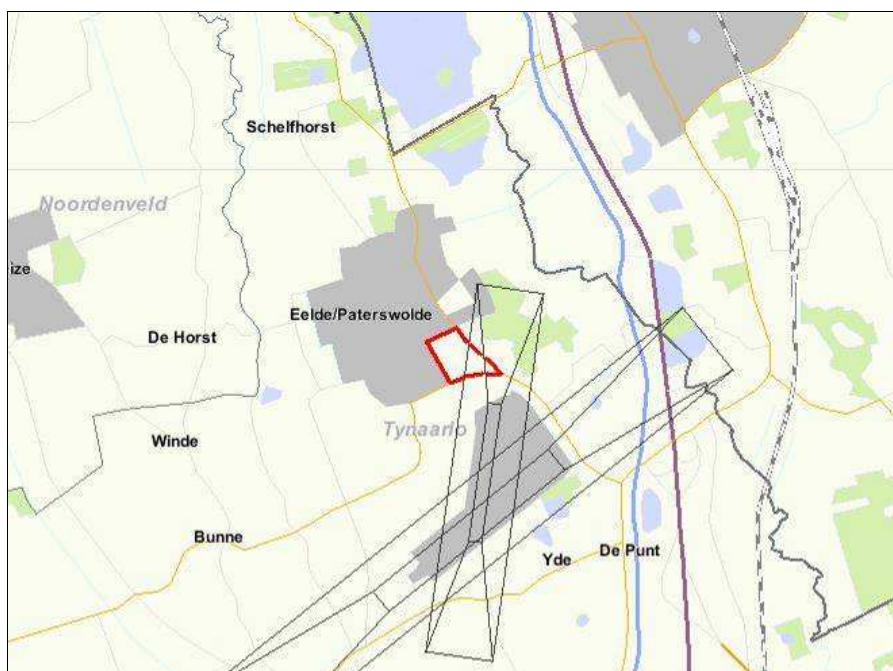 Schelfhorst
Noordenveld
ize
Eelde/Paterswolde
De Horst
Tynaarlo
Winde
Bunne
Yde
De Punt